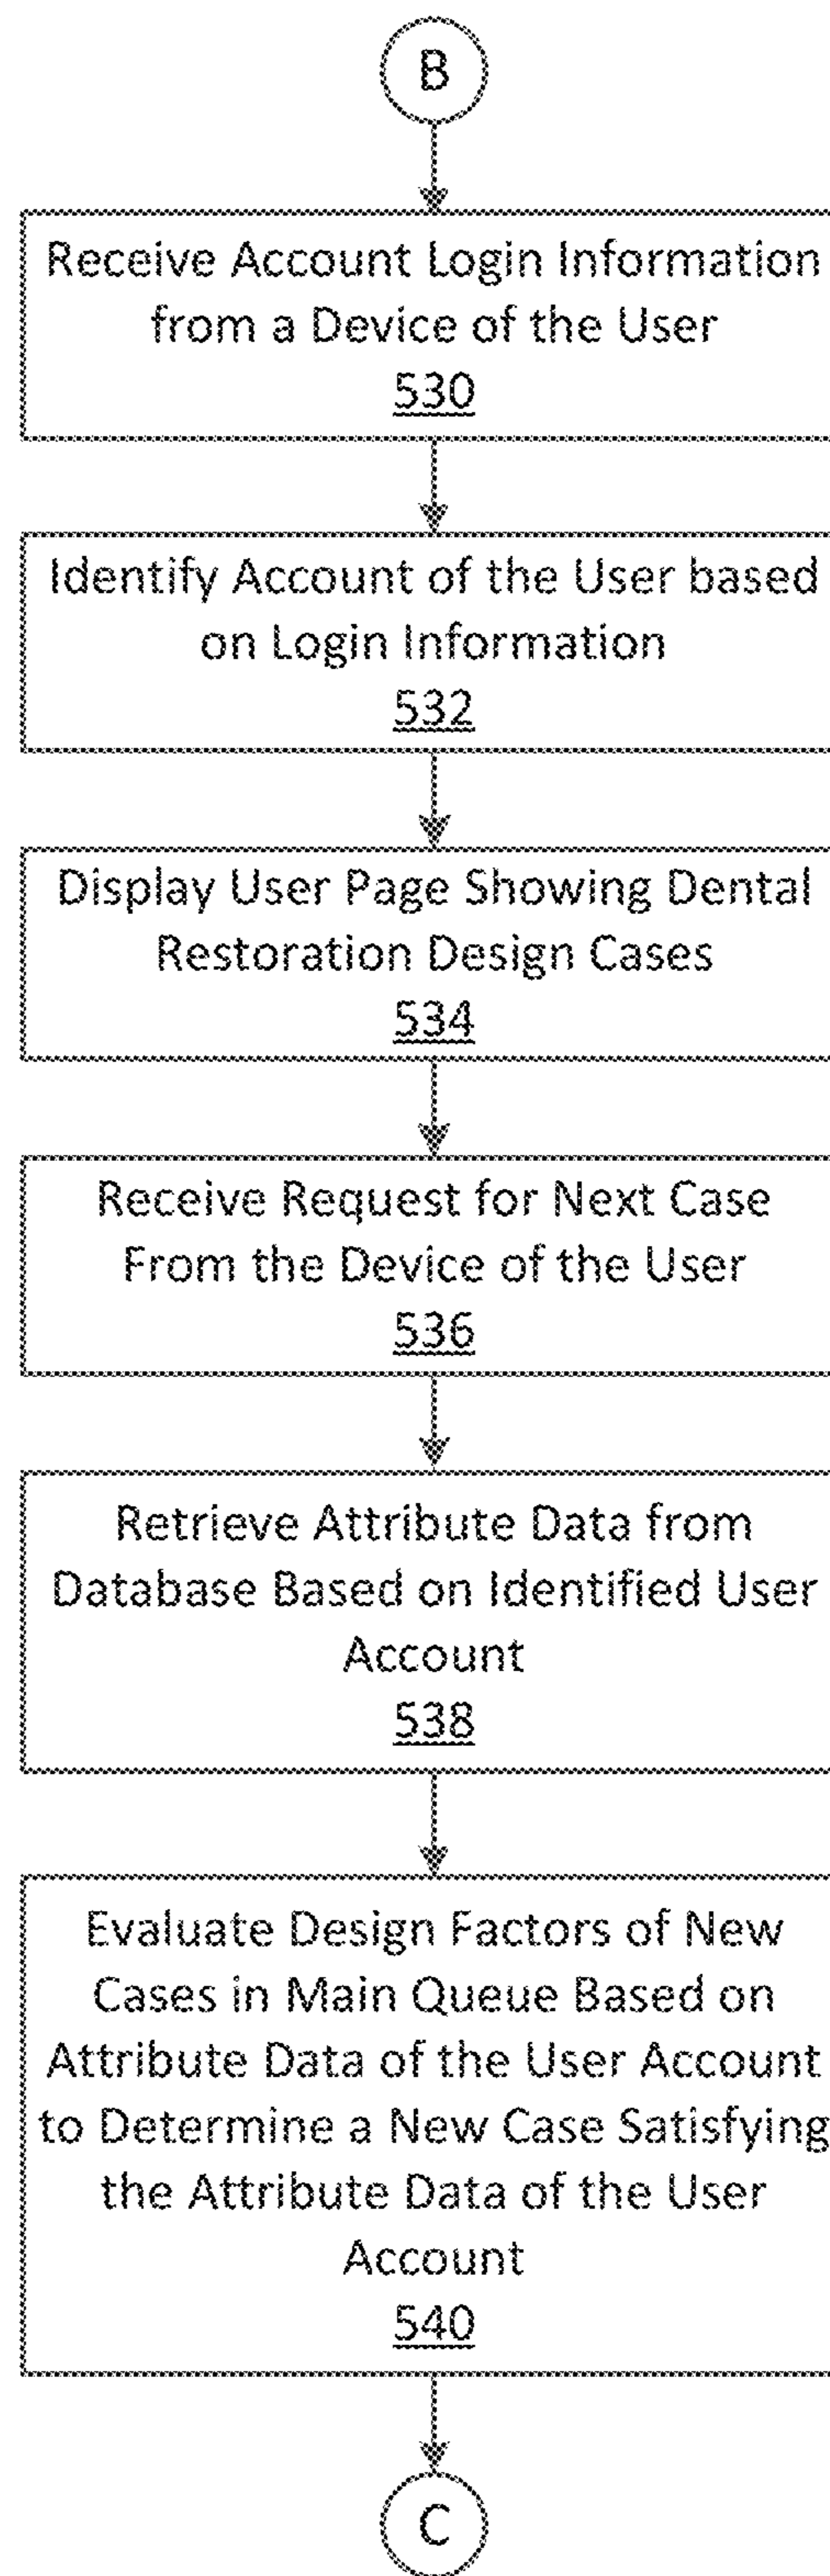 B
Receive Account Login Information
from a Device of the User
530
Identify Account of the User based
on Login Information
532
Display User Page Showing Dental
Restoration Design Cases
534
Receive Request for Next Case
From the Device of the User
536
Retrieve Attribute Data from
Database Based on Identified User
Account
538
Evaluate Design Factors of New
Cases in Main Queue Based on
Attribute Data of the User Account
to Determine a New Case Satisfying
the Attribute Data of the User
Account
540
C